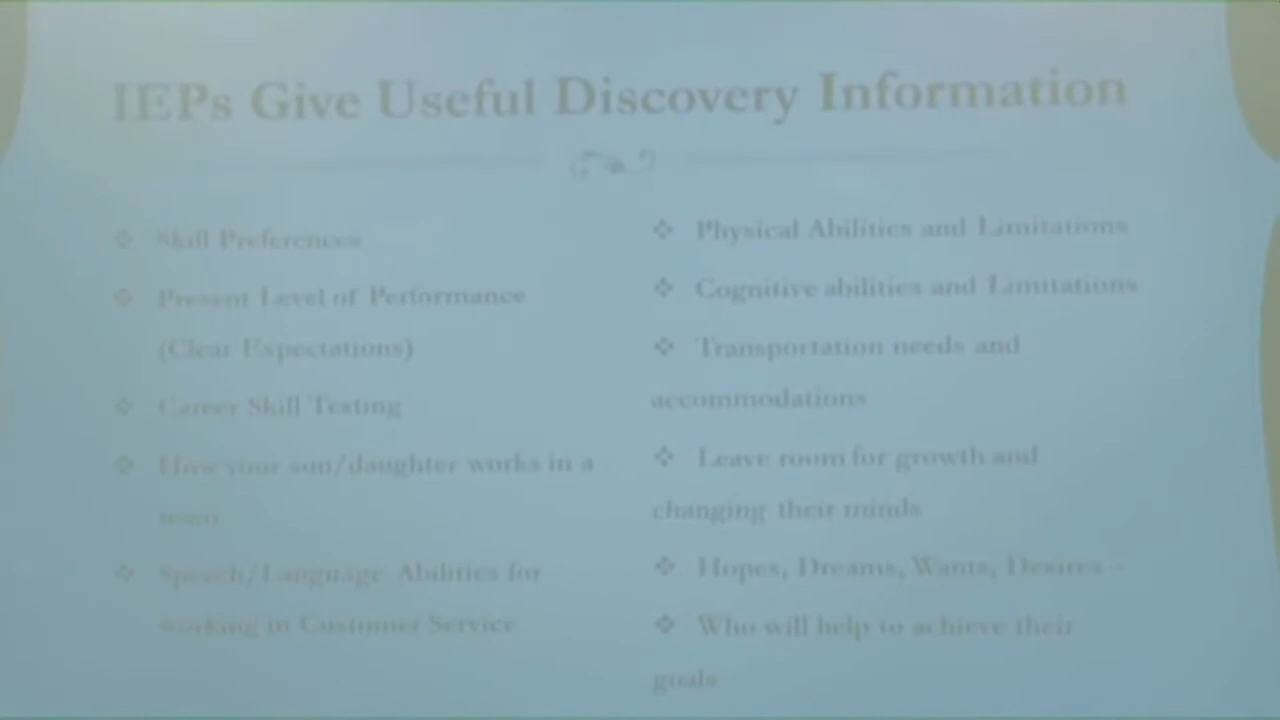 IEPs Give Useful Discovery Information
Skill Preferences
Present Level of Performance
(Clear Expectations)
Career Skill Testing
How your son/daughter works in a
team
Speech/Language Abilities for
working in Customer Service
Physical Abilities and Limitations
Cognitive abilities and Limitations
Transportation needs and
accommodations
Leave room for growth and
changing their minds
Hopes, Dreams, Wants, Desires –
Who will help to achieve their
goals